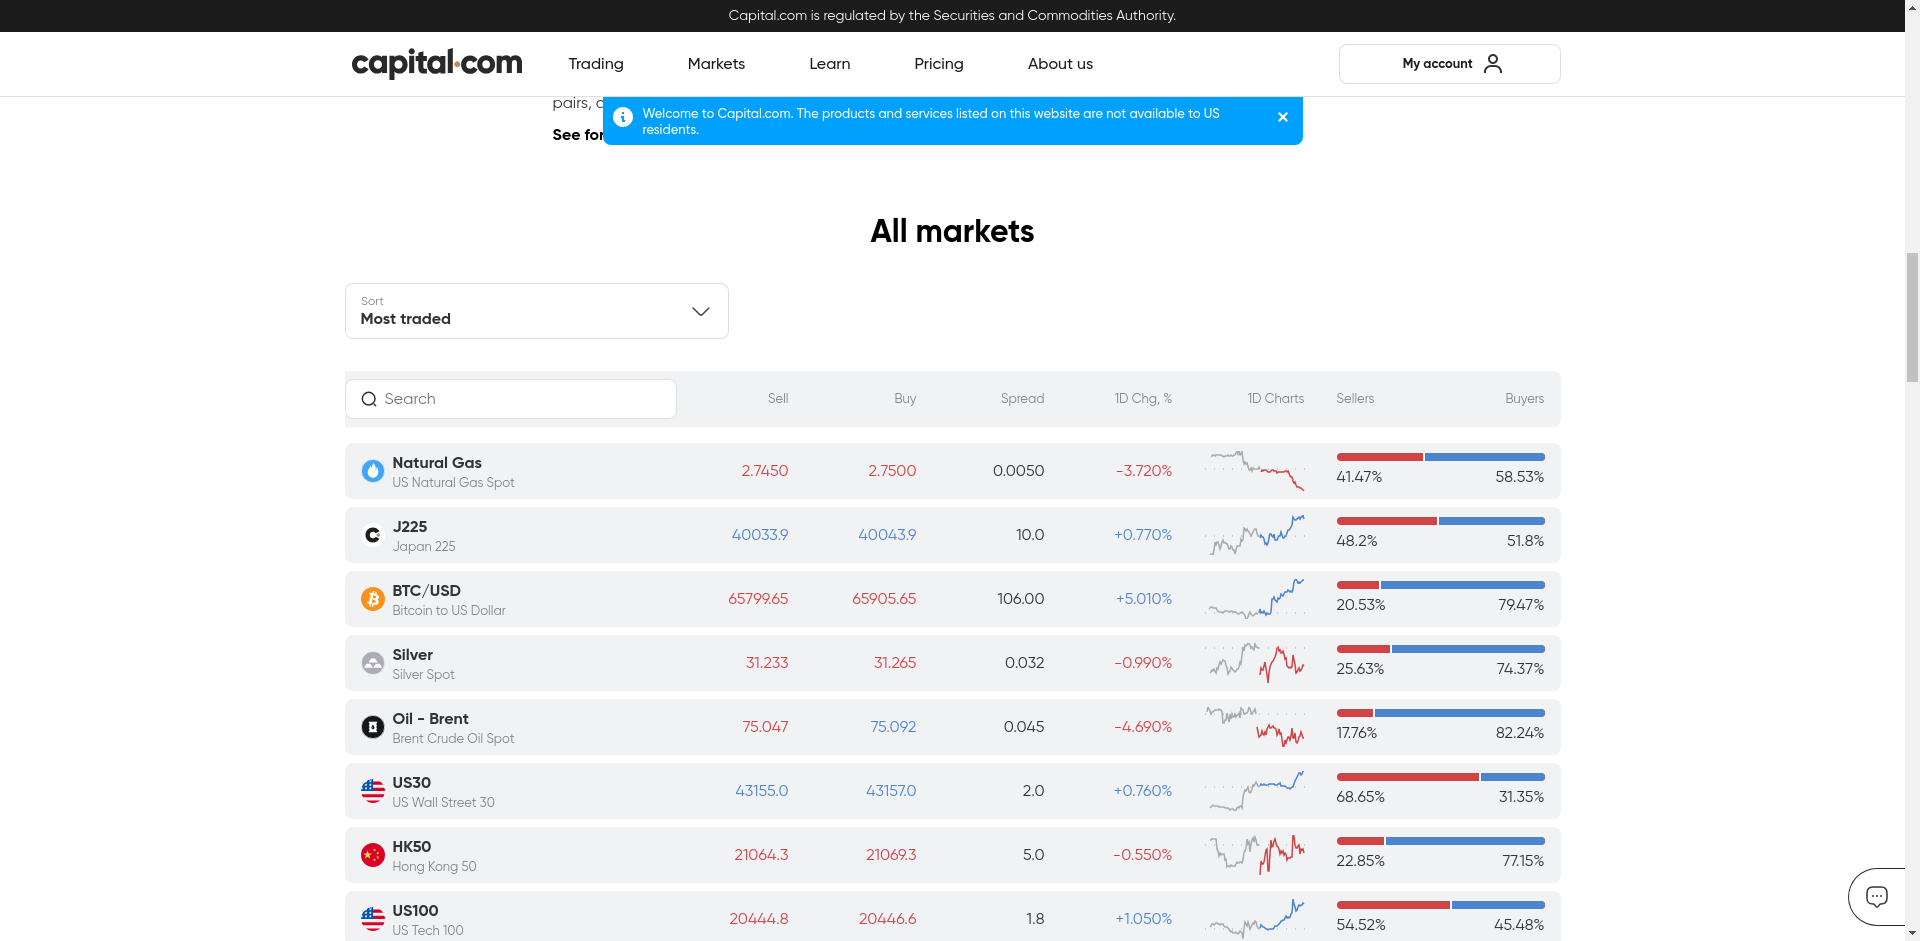 Capital.com is regulated by the Securities and Commodities Authority.
capital.com
Trading
Markets
Learn
Pricing
About us
My account
pairs,
Welcome to Capital.com. The products and services listed on this website are not available to US
residents.
See for
All markets
Sort
Most traded
Search
Sell
Buy
Spread
1D Chg, %
1D Charts
Sellers
Buyers
Natural Gas
US Natural Gas Spot
2.7450
2.7500
0.0050
-3.720%
41.47%
58.53%
J225
Japan 225
40033.9
40043.9
10.0
+0.770%
48.2%
51.8%
BTC/USD
Bitcoin to US Dollar
65799.65
65905.65
106.00
+5.010%
20.53%
79.47%
Silver
Silver Spot
31.233
31.265
0.032
-0.990%
25.63%
74.37%
Oil - Brent
Brent Crude Oil Spot
75.047
75.092
0.045
-4.690%
17.76%
82.24%
US30
US Wall Street 30
43155.0
43157.0
2.0
+0.760%
68.65%
31.35%
HK50
Hong Kong 50
21064.3
21069.3
5.0
-0.550%
22.85%
77.15%
US100
US Tech 100
20444.8
20446.6
1.8
+1.050%
54.52%
45.48%